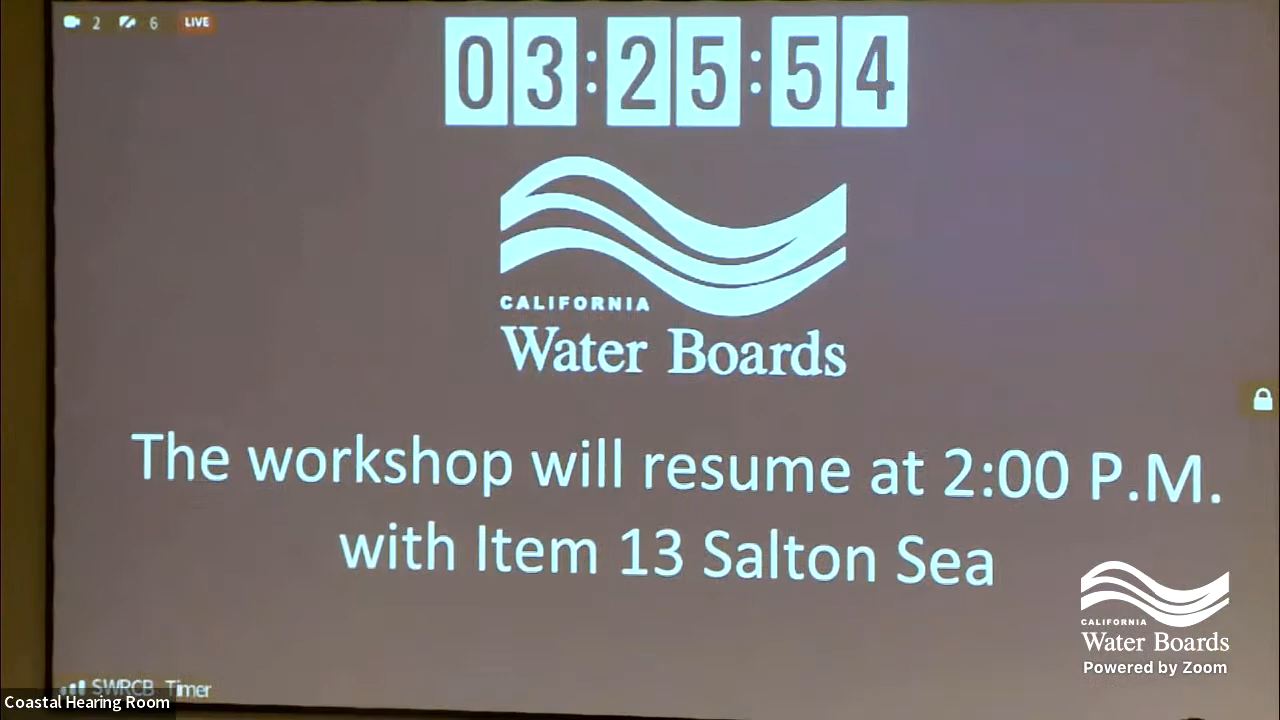 2 6 LIVE
03:25:54
CALIFORNIA
Water Boards
The workshop will resume at 2:00 P.M.
with Item 13 Salton Sea
CALIFORNIA
Water Boards
Powered by Zoom
SWRCB Timer
Coastal Hearing Room